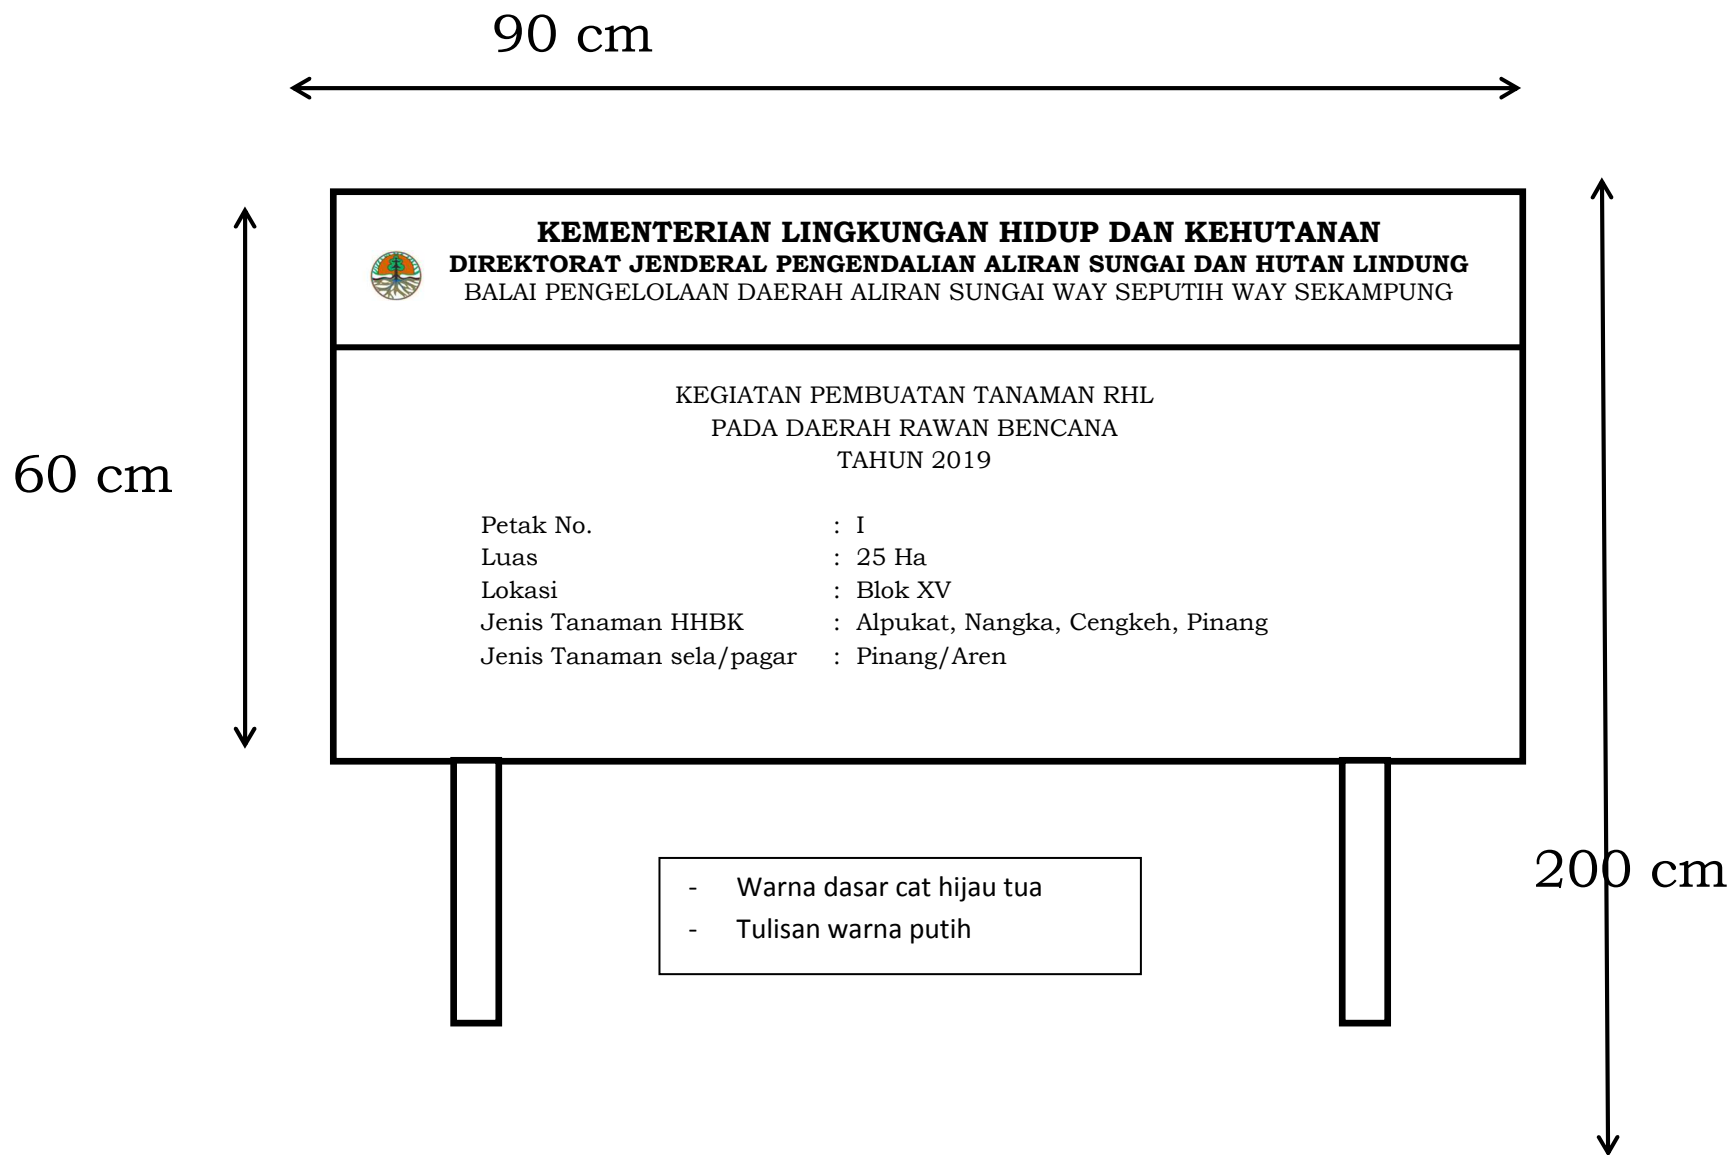 90 cm
KEMENTERIAN LINGKUNGAN HIDUP DAN KEHUTANAN
DIREKTORAT JENDERAL PENGENDALIAN ALIRAN SUNGAI DAN HUTAN LINDUNG
BALAI PENGELOLAAN DAERAH ALIRAN SUNGAI WAY SEPUTIH WAY SEKAMPUNG
KEGIATAN PEMBUATAN TANAMAN RHL
PADA DAERAH RAWAN BENCANA
TAHUN 2019
60 cm
Petak No. : I
Luas : 25 Ha
Lokasi : Blok XV
Jenis Tanaman HHBK : Alpukat, Nangka, Cengkeh, Pinang
Jenis Tanaman sela/pagar : Pinang/Aren
200 cm
- Warna dasar cat hijau tua
- Tulisan warna putih